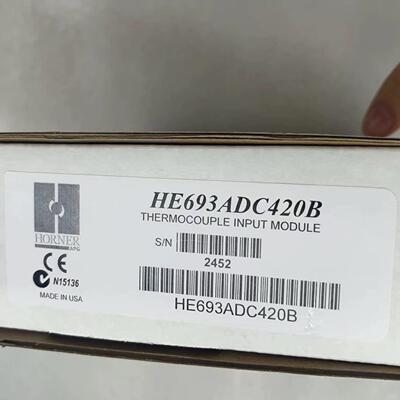 HE693ADC420B
THERMOCOUPLE INPUT MODULE
HORNER
APG
S/N
2452
CE
N15136
MADE IN USA
HE693ADC420B